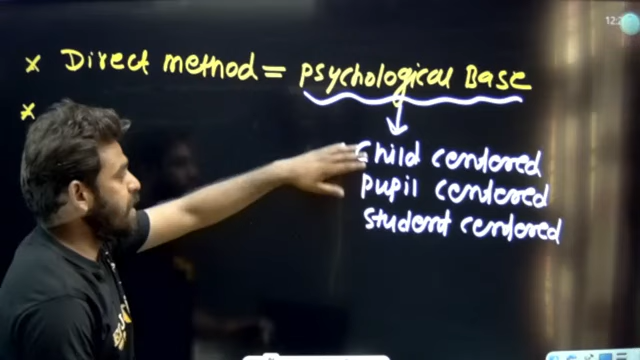 × Direct method = psychological Base
×
Child centered
pupil centered
student centered